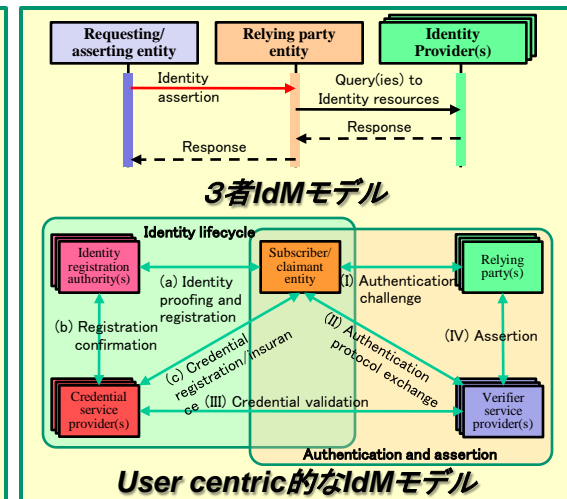 Requesting/
asserting entity
Relying party
entity
Identity
Provider(s)
Identity
assertion
Query(ies) to
Identity resources
Response
Response
3者IdMモデル
Identity lifecycle
Identity
registration
authority(s)
Subscriber/
claimant
entity
Relying
party(s)
(a) Identity
proofing and
registration
(I) Authentication
challenge
(b) Registration
confirmation
(c) Credential
registration/insuran
ce
(II) Authentication
protocol exchange
(IV) Assertion
Credential
service
provider(s)
(III) Credential validation
Verifier
service
provider(s)
Authentication and assertion
User centric的なIdMモデル